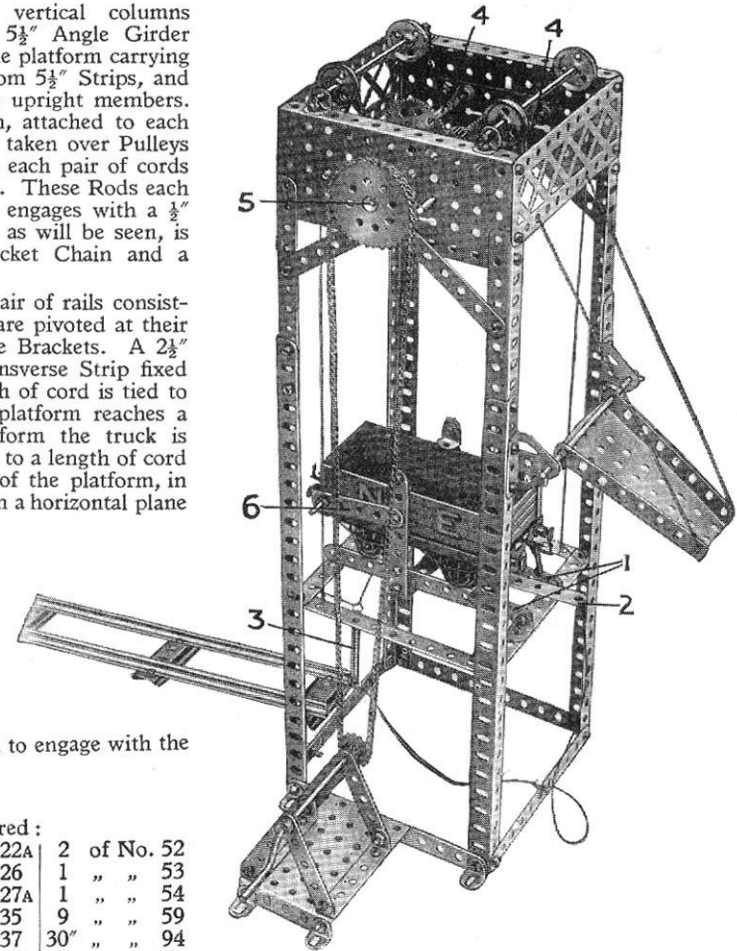 vertical columns
5½″ Angle Girder
e platform carrying
om 5½″ Strips, and
upright members.
n, attached to each
taken over Pulleys
each pair of cords
. These Rods each
engages with a ½″
as will be seen, is
cket Chain and a
air of rails consist-
are pivoted at their
e Brackets. A 2½″
nsverse Strip fixed
h of cord is tied to
platform reaches a
form the truck is
to a length of cord
of the platform, in
n a horizontal plane
to engage with the
red :
22A | 2 of No. 52
26 | 1 „ „ 53
27A | 1 „ „ 54
35 | 9 „ „ 59
37 | 30″ „ „ 94
4
4
5
6
N
E
1
2
3